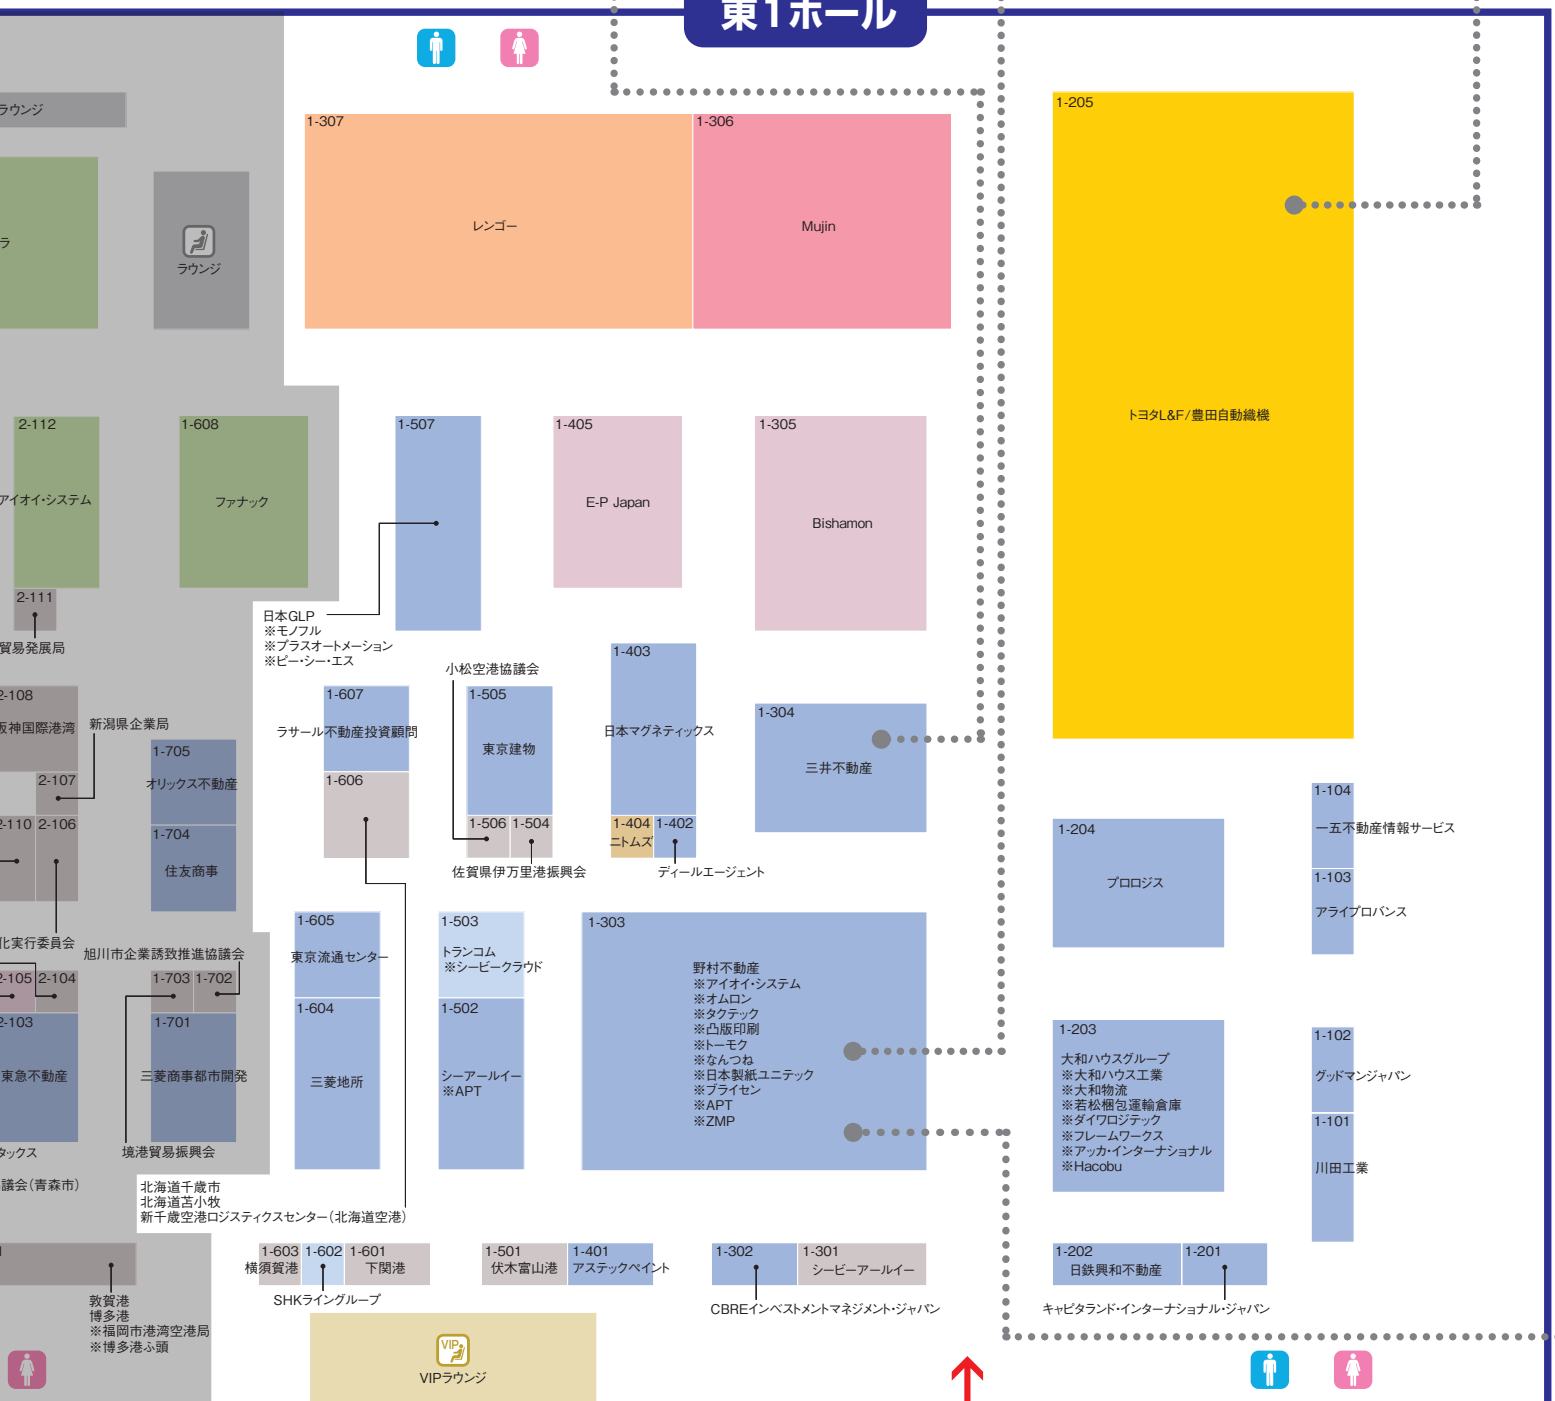 東1ホール
ラウンジ
1-307
レンゴー
1-306
Mujin
1-205
トヨタL&F/豊田自動織機
ラ
ラウンジ
2-112
アイオイ・システム
1-608
ファナック
1-507
1-405
E-P Japan
1-305
Bishamon
2-111
貿易発展局
日本GLP
※モノフル
※プラスオートメーション
※ピー・シー・エス
小松空港協議会
1-403
日本マグネティックス
2-108
阪神国際港湾
新潟県企業局
1-607
ラサール不動産投資顧問
1-505
東京建物
1-304
三井不動産
1-705
オリックス不動産
2-107
1-606
1-104
一五不動産情報サービス
2-110
2-106
1-704
住友商事
1-506
1-504
1-404
ニトムズ
1-402
1-204
プロロジス
佐賀県伊万里港振興会
ディールエージェント
1-103
アライプロバンス
化実行委員会
旭川市企業誘致推進協議会
1-605
東京流通センター
1-503
トランコム
※シービークラウド
1-303
野村不動産
※アイオイ・システム
※オムロン
※タクテック
※凸版印刷
※トーモク
※なんつね
※日本製紙ユニテック
※ブライセン
※APT
※ZMP
2-105
2-104
1-703
1-702
2-103
東急不動産
1-701
三菱商事都市開発
1-604
三菱地所
1-502
シーアールイー
※APT
1-203
大和ハウスグループ
※大和ハウス工業
※大和物流
※若松梱包運輸倉庫
※ダイワロジテック
※フレームワークス
※アッカ・インターナショナル
※Hacobu
1-102
グッドマンジャパン
1-101
川田工業
タックス
境港貿易振興会
議会(青森市)
北海道千歳市
北海道苫小牧
新千歳空港ロジスティクスセンター(北海道空港)
1-603
横須賀港
1-602
1-601
下関港
1-501
伏木富山港
1-401
アステックペイント
1-302
1-301
シービーアールイー
1-202
日鉄興和不動産
1-201
敦賀港
博多港
※福岡市港湾空港局
※博多港ふ頭
SHKライングループ
CBREインベストメントマネジメント・ジャパン
キャピタランド・インターナショナル・ジャパン
VIP
VIPラウンジ